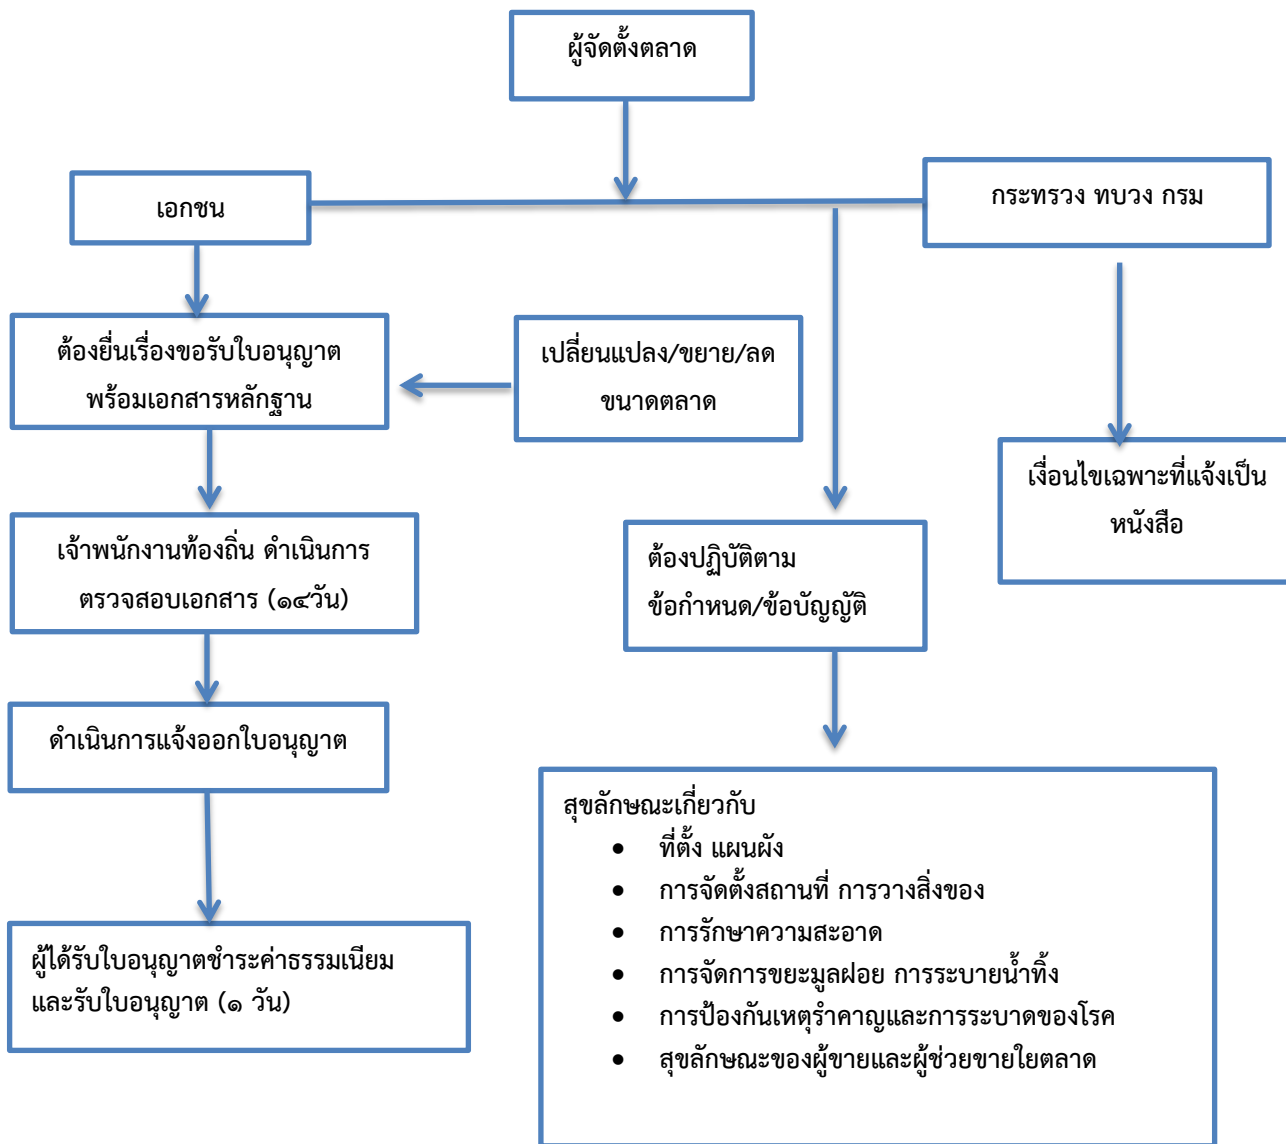 ผู้จัดตั้งตลาด
เอกชน
กระทรวง ทบวง กรม
ต้องยื่นเรื่องขอรับใบอนุญาต
พร้อมเอกสารหลักฐาน
เปลี่ยนแปลง/ขยาย/ลด
ขนาดตลาด
เงื่อนไขเฉพาะที่แจ้งเป็น
หนังสือ
เจ้าพนักงานท้องถิ่น ดำเนินการ
ตรวจสอบเอกสาร (๑๔วัน)
ต้องปฏิบัติตาม
ข้อกำหนด/ข้อบัญญัติ
ดำเนินการแจ้งออกใบอนุญาต
ผู้ได้รับใบอนุญาตชำระค่าธรรมเนียม
และรับใบอนุญาต (๑ วัน)
สุขลักษณะเกี่ยวกับ
• ที่ตั้ง แผนผัง
• การจัดตั้งสถานที่ การวางสิ่งของ
• การรักษาความสะอาด
• การจัดการขยะมูลฝอย การระบายน้ำทิ้ง
• การป้องกันเหตุรำคาญและการระบาดของโรค
• สุขลักษณะของผู้ขายและผู้ช่วยขายใยตลาด